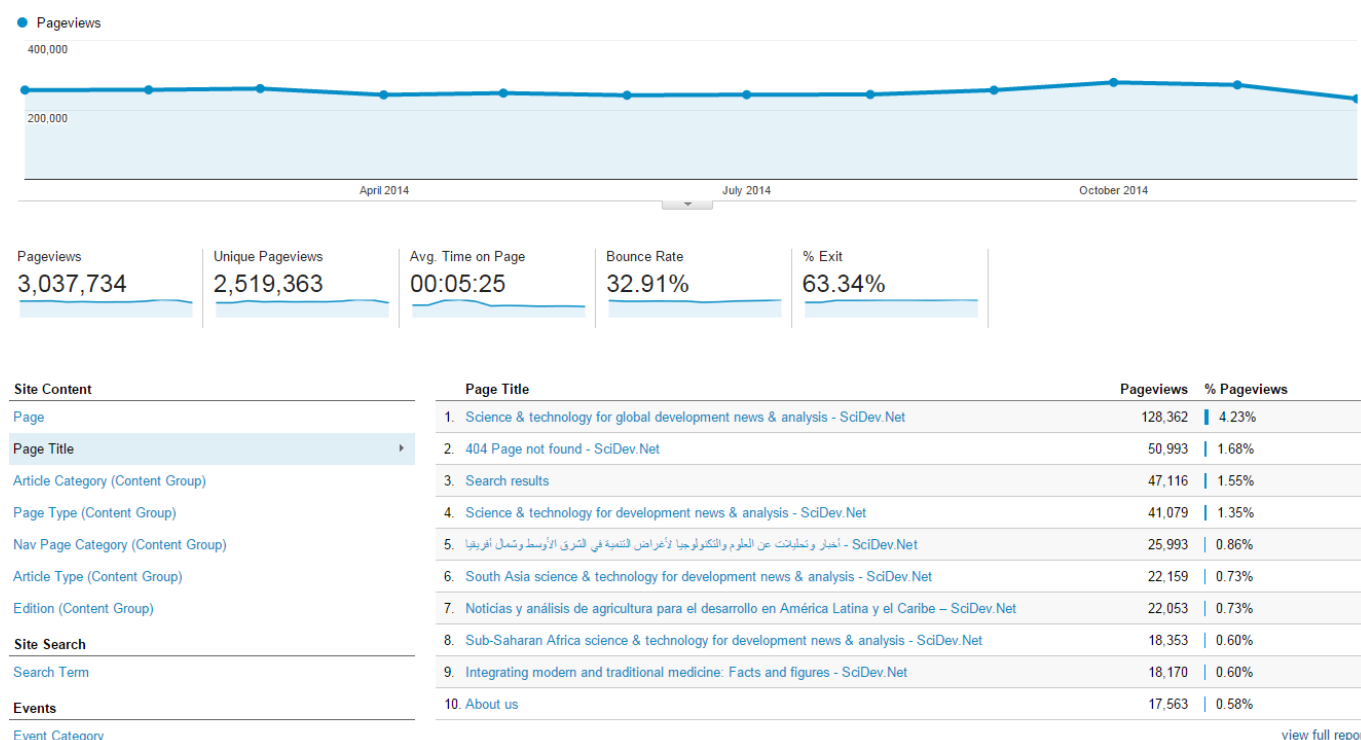 Pageviews
400,000
200,000
April 2014 July 2014 October 2014
Pageviews Unique Pageviews Avg. Time on Page Bounce Rate % Exit
3,037,734 2,519,363 00:05:25 32.91% 63.34%
Site Content
Page
Page Title
Article Category (Content Group)
Page Type (Content Group)
Nav Page Category (Content Group)
Article Type (Content Group)
Edition (Content Group)
Site Search
Search Term
Events
Event Category
Page Title Pageviews % Pageviews
1. Science & technology for global development news & analysis - SciDev.Net 128,362 4.23%
2. 404 Page not found - SciDev.Net 50,993 1.68%
3. Search results 47,116 1.55%
4. Science & technology for development news & analysis - SciDev.Net 41,079 1.35%
5. أخبار وتحليلات عن العلوم والتكنولوجيا لأغراض التنمية في الشرق الأوسط وشمال أفريقيا - SciDev.Net 25,993 0.86%
6. South Asia science & technology for development news & analysis - SciDev.Net 22,159 0.73%
7. Noticias y análisis de agricultura para el desarrollo en América Latina y el Caribe – SciDev.Net 22,053 0.73%
8. Sub-Saharan Africa science & technology for development news & analysis - SciDev.Net 18,353 0.60%
9. Integrating modern and traditional medicine: Facts and figures - SciDev.Net 18,170 0.60%
10. About us 17,563 0.58%
view full repor